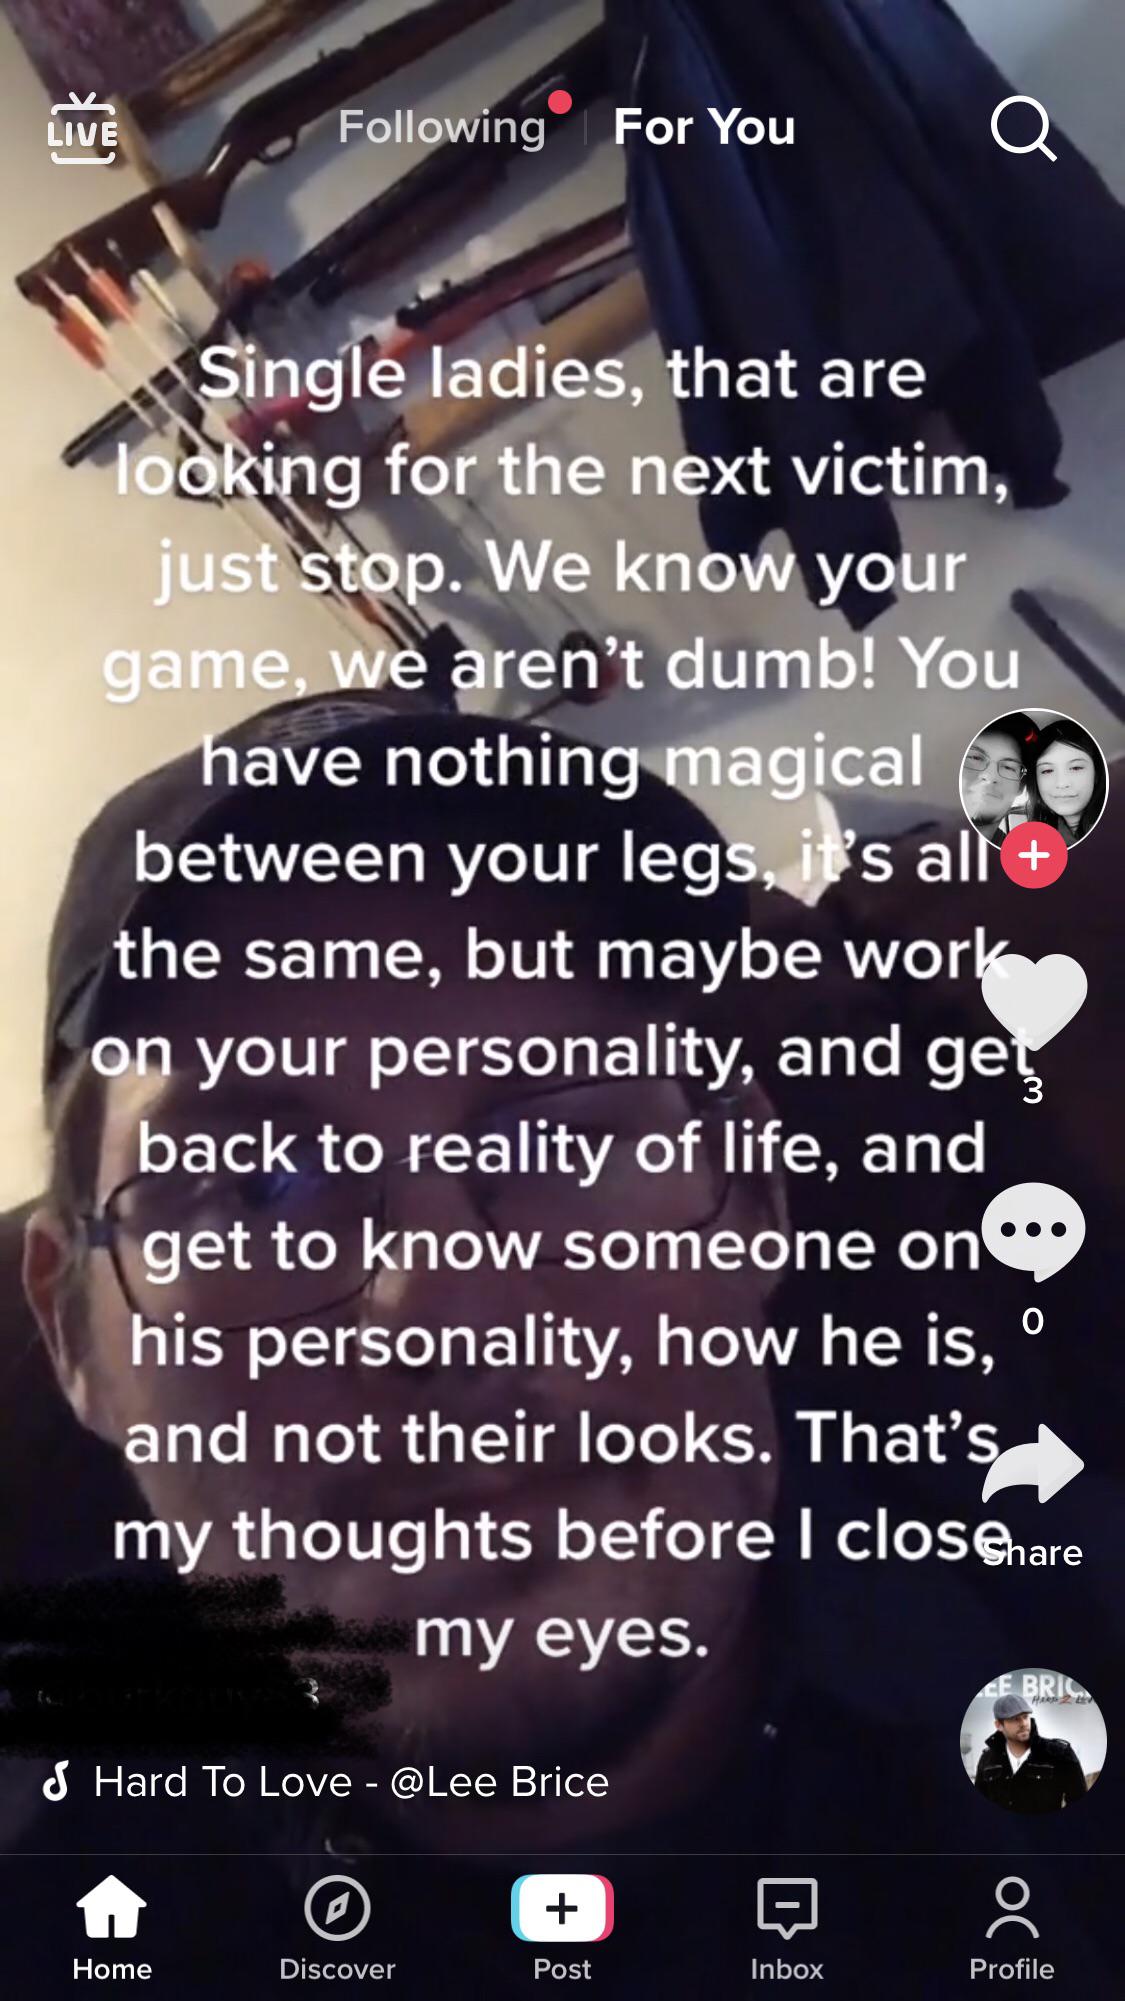 LIVE
Following
For You
Single ladies, that are
looking for the next victim,
just stop. We know your
game, we aren't dumb! You
have nothing magical
between your legs, it's all
the same, but maybe work
on your personality, and get
back to reality of life, and
get to know someone on
his personality, how he is,
and not their looks. That's
my thoughts before I close
my eyes.
3
0
Share
LEE BRIC
Hard To Love - @Lee Brice
Home
Discover
Post
Inbox
Profile